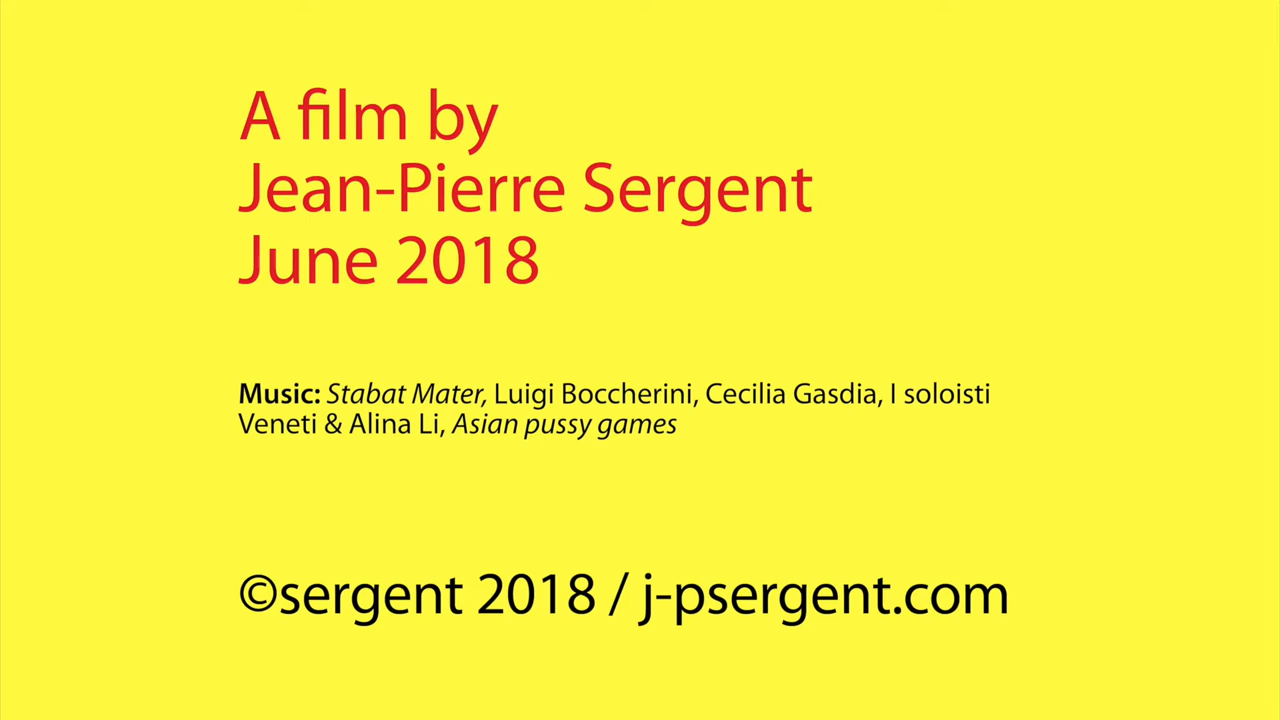 A film by
Jean-Pierre Sergent
June 2018
Music: Stabat Mater, Luigi Boccherini, Cecilia Gasdia, I soloisti
Veneti & Alina Li, Asian pussy games
©sergent 2018 / j-psergent.com